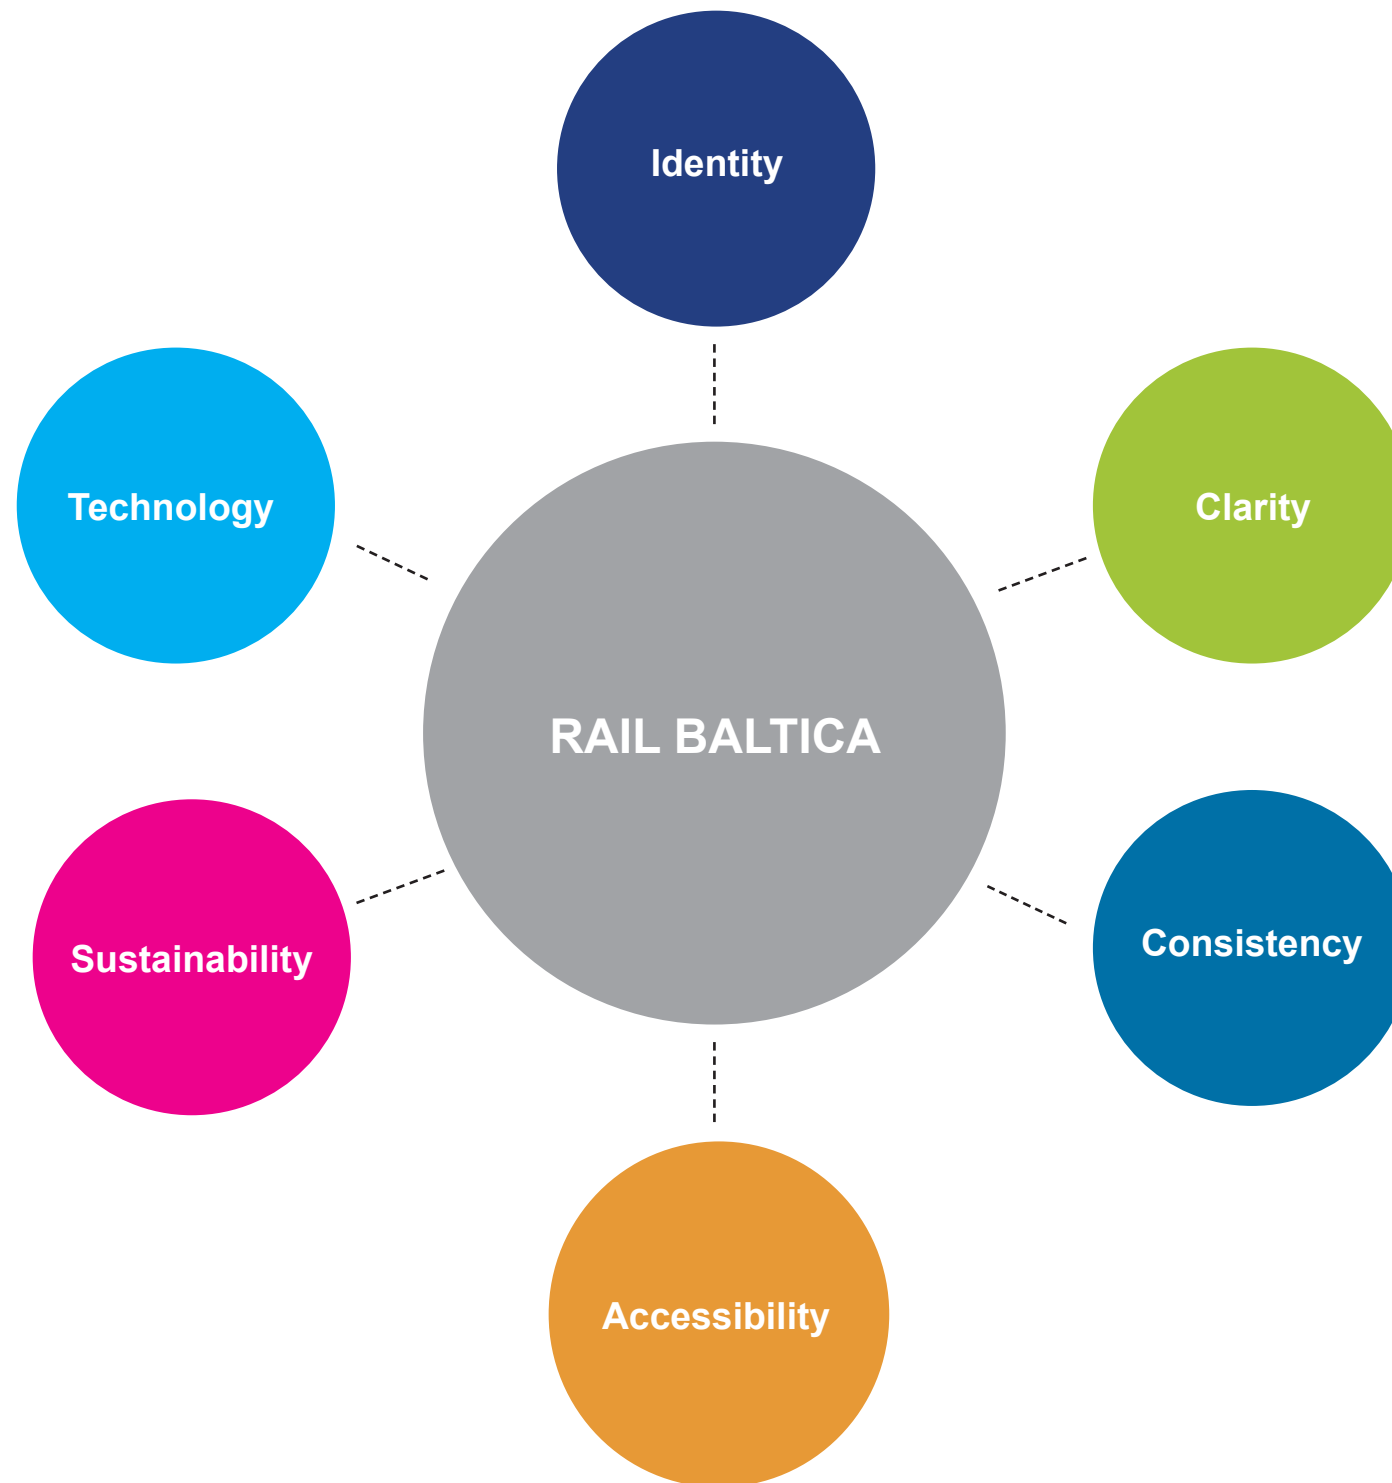 Identity
Technology
Clarity
RAIL BALTICA
Sustainability
Consistency
Accessibility